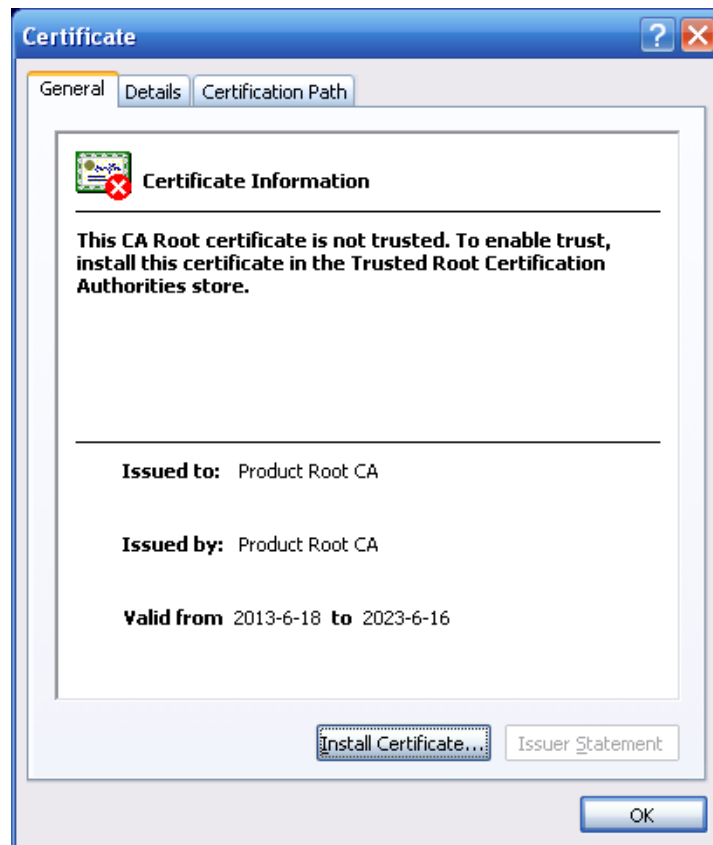 Certificate
General Details Certification Path
Certificate Information
This CA Root certificate is not trusted. To enable trust,
install this certificate in the Trusted Root Certification
Authorities store.
Issued to: Product Root CA
Issued by: Product Root CA
Valid from 2013-6-18 to 2023-6-16
Install Certificate... Issuer Statement
OK